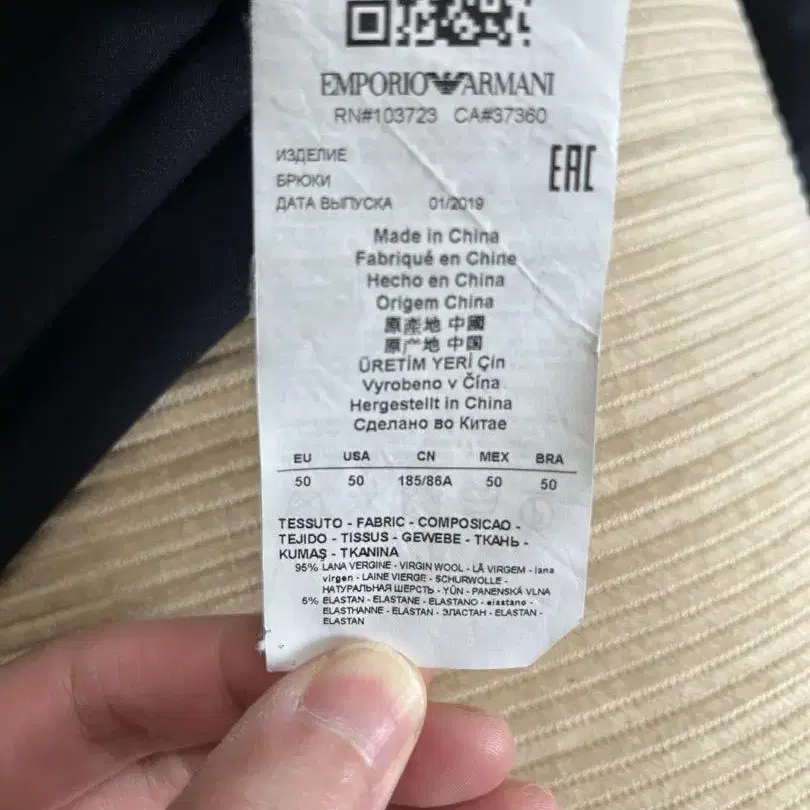 EMPORIO ARMANI
RN#103723 CA#37360
ИЗДЕЛИЕ
БРЮКИ
ДАТА ВЫПУСКА 01/2019
EAC
Made in China
Fabriqué en Chine
Hecho en China
Origem China
原產地 中國
原产地 中国
ÜRETİM YERİ Çin
Vyrobeno v Čína
Hergestellt in China
Сделано во Китае
EU USA CN MEX BRA
50 50 185/86A 50 50
TESSUTO - FABRIC - COMPOSICAO -
TEJIDO - TISSUS - GEWEBE - ТКАНЬ -
KUMAŞ - TKANINA
95% LANA VERGINE - VIRGIN WOOL - LÃ VIRGEM - lana
virgen - LAINE VIERGE - SCHURWOLLE -
НАТУРАЛЬНАЯ ШЕРСТЬ - YÜN - PANENSKÁ VLNA
5% ELASTAN - ELASTANE - ELASTANO - elastano -
ELASTHANNE - ELASTAN - ЭЛАСТАН - ELASTAN -
ELASTAN